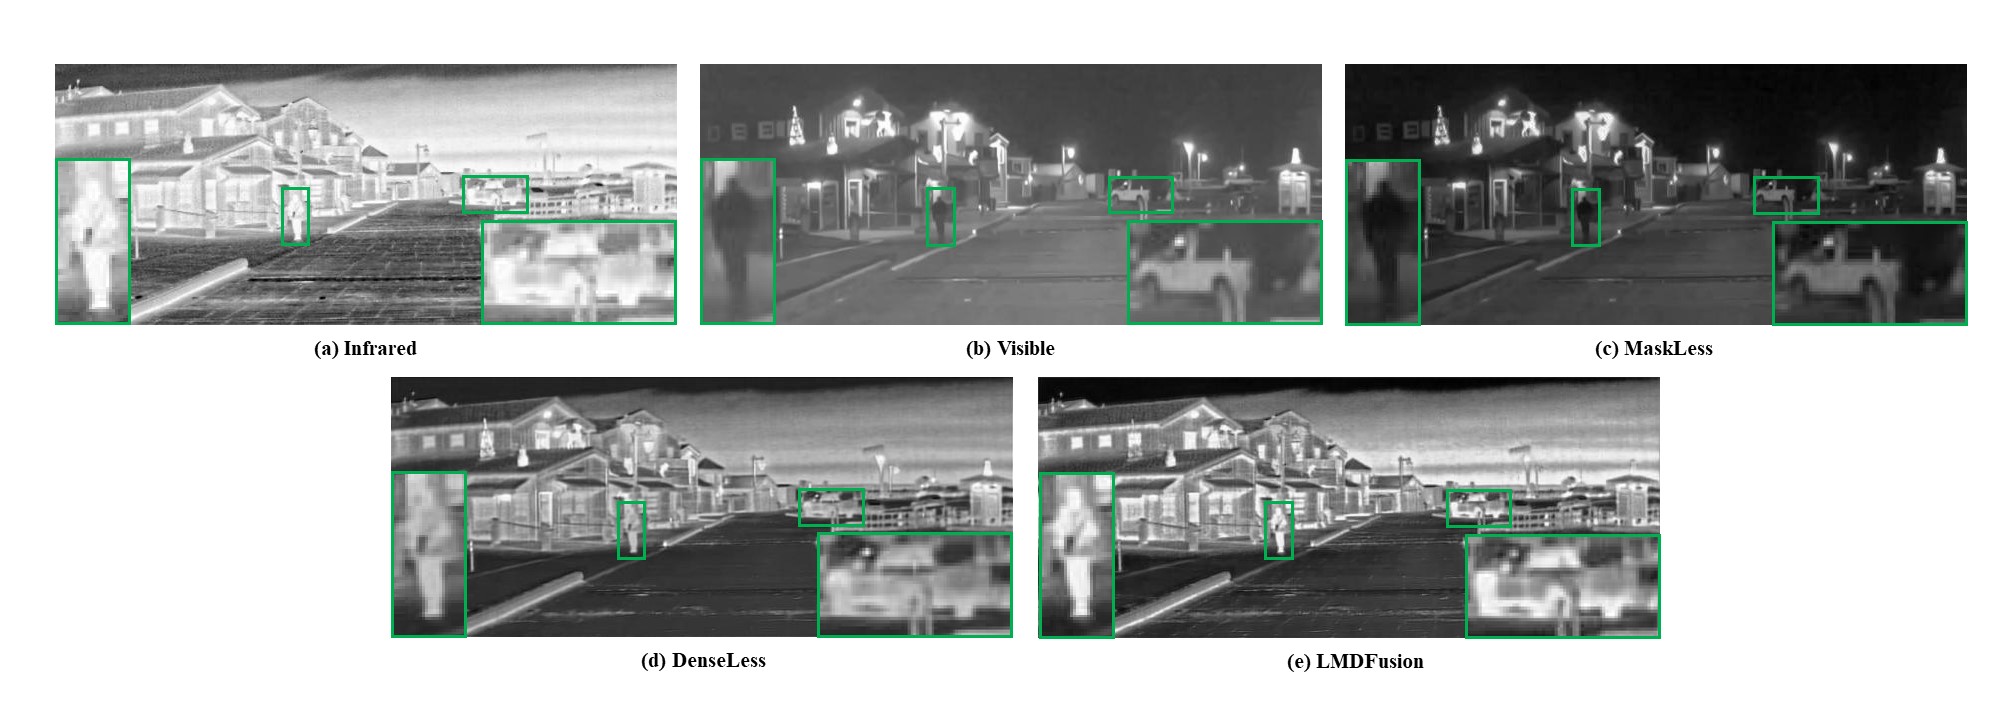 (a) Infrared
(b) Visible
(c) MaskLess
(d) DenseLess
(e) LMDFusion